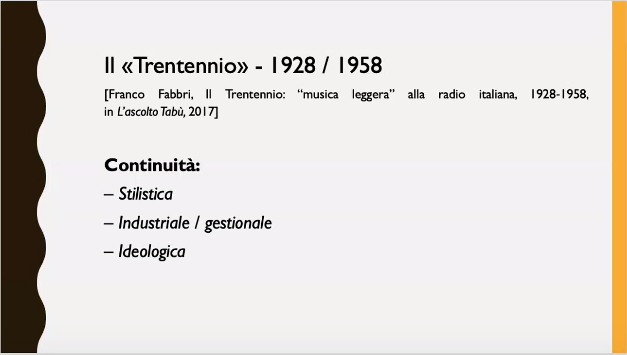 Il «Trentennio» - 1928 / 1958
[Franco Fabbri, Il Trentennio: “musica leggera” alla radio italiana, 1928-1958,
in L’ascolto Tabù, 2017]
Continuità:
– Stilistica
– Industriale / gestionale
– Ideologica